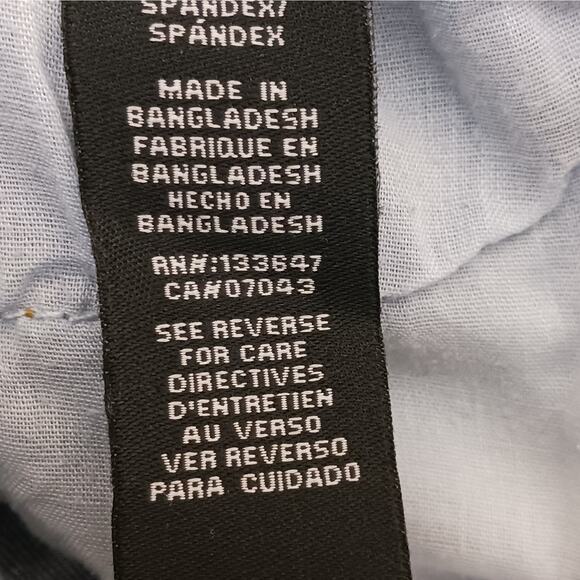 SPANDEX/
SPÁNDEX
MADE IN
BANGLADESH
FABRIQUE EN
BANGLADESH
HECHO EN
BANGLADESH
RN#:133647
CA#07043
SEE REVERSE
FOR CARE
DIRECTIVES
D'ENTRETIEN
AU VERSO
VER REVERSO
PARA CUIDADO